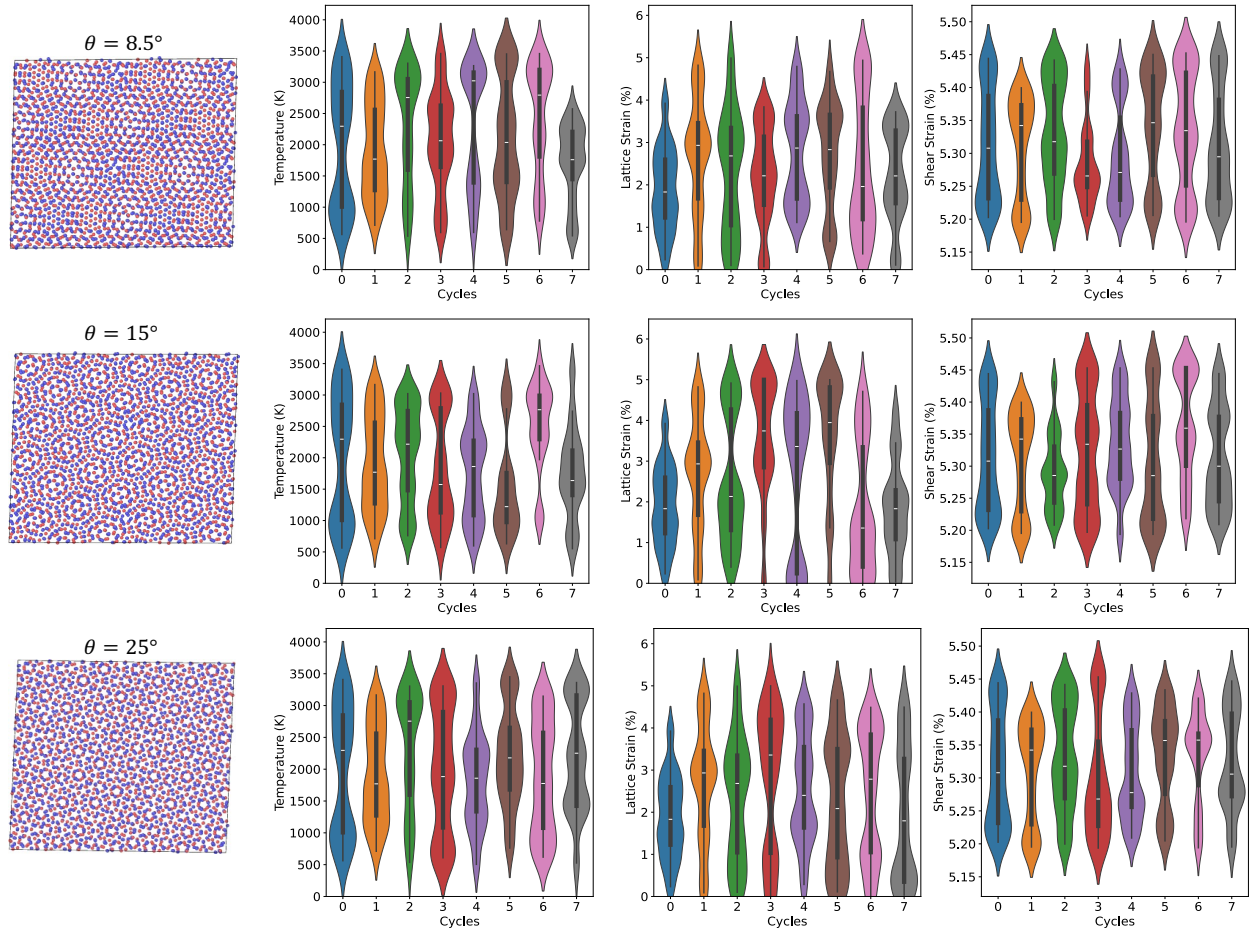 θ = 8.5°
Temperature (K)
4000
3500
3000
2500
2000
1500
1000
500
0
0 1 2 3 4 5 6 7
Cycles
Lattice Strain (%)
6
5
4
3
2
1
0
0 1 2 3 4 5 6 7
Cycles
Shear Strain (%)
5.50
5.45
5.40
5.35
5.30
5.25
5.20
5.15
0 1 2 3 4 5 6 7
Cycles
θ = 15°
Temperature (K)
4000
3500
3000
2500
2000
1500
1000
500
0
0 1 2 3 4 5 6 7
Cycles
Lattice Strain (%)
6
5
4
3
2
1
0
0 1 2 3 4 5 6 7
Cycles
Shear Strain (%)
5.50
5.45
5.40
5.35
5.30
5.25
5.20
5.15
0 1 2 3 4 5 6 7
Cycles
θ = 25°
Temperature (K)
4000
3500
3000
2500
2000
1500
1000
500
0
0 1 2 3 4 5 6 7
Cycles
Lattice Strain (%)
6
5
4
3
2
1
0
0 1 2 3 4 5 6 7
Cycles
Shear Strain (%)
5.50
5.45
5.40
5.35
5.30
5.25
5.20
5.15
0 1 2 3 4 5 6 7
Cycles